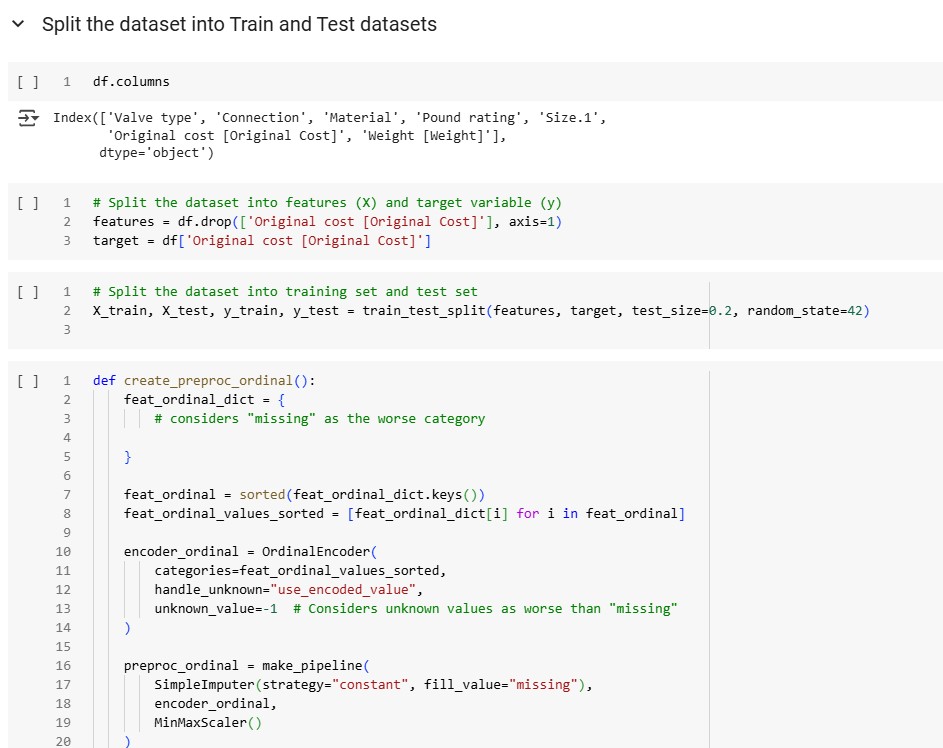 Split the dataset into Train and Test datasets
[ ] 1 df.columns
Index(['Valve type', 'Connection', 'Material', 'Pound rating', 'Size.1',
'Original cost [Original Cost]', 'Weight [Weight]'],
dtype='object')
[ ] 1 # Split the dataset into features (X) and target variable (y)
2 features = df.drop(['Original cost [Original Cost]'], axis=1)
3 target = df['Original cost [Original Cost]']
[ ] 1 # Split the dataset into training set and test set
2 X_train, X_test, y_train, y_test = train_test_split(features, target, test_size=0.2, random_state=42)
3
[ ] 1 def create_preproc_ordinal():
2 feat_ordinal_dict = {
3 # considers "missing" as the worse category
4
5 }
6
7 feat_ordinal = sorted(feat_ordinal_dict.keys())
8 feat_ordinal_values_sorted = [feat_ordinal_dict[i] for i in feat_ordinal]
9
10 encoder_ordinal = OrdinalEncoder(
11 categories=feat_ordinal_values_sorted,
12 handle_unknown="use_encoded_value",
13 unknown_value=-1 # Considers unknown values as worse than "missing"
14 )
15
16 preproc_ordinal = make_pipeline(
17 SimpleImputer(strategy="constant", fill_value="missing"),
18 encoder_ordinal,
19 MinMaxScaler()
20 )